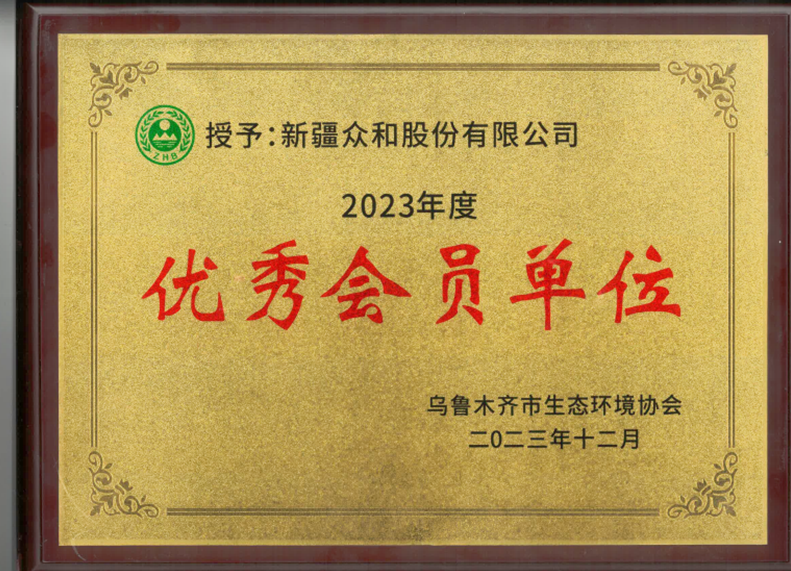 ZHB
授予：新疆众和股份有限公司
2023年度
优秀会员单位
乌鲁木齐市生态环境协会
二〇二三年十二月